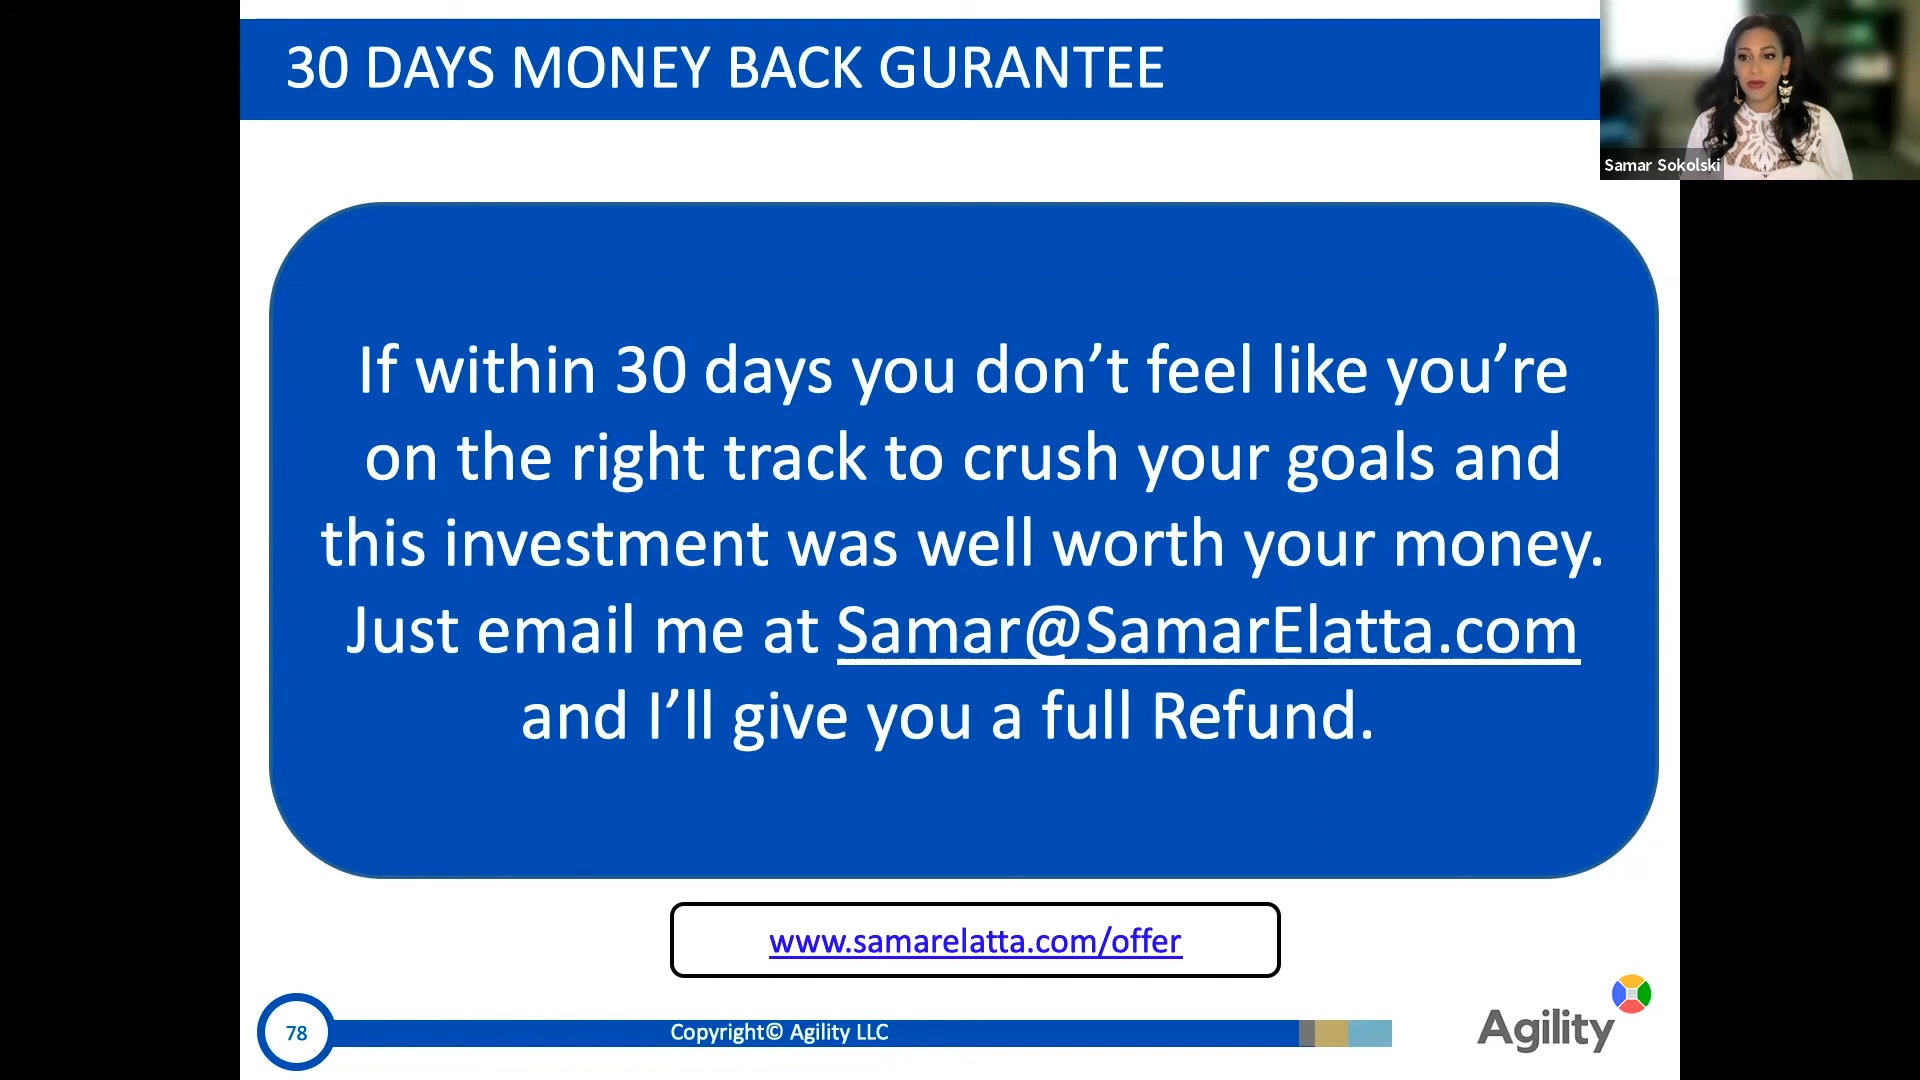 30 DAYS MONEY BACK GURANTEE
Samar Sokolski
If within 30 days you don’t feel like you’re
on the right track to crush your goals and
this investment was well worth your money.
Just email me at Samar@SamarElatta.com
and I’ll give you a full Refund.
www.samarelatta.com/offer
78
Copyright© Agility LLC
Agility